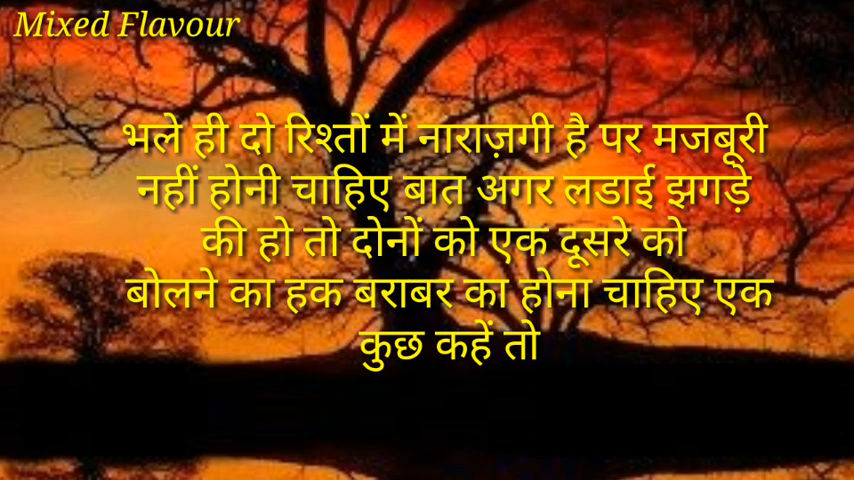 Mixed Flavour
भले ही दो रिश्तों में नाराज़गी है पर मजबूरी
नहीं होनी चाहिए बात अगर लडाई झगड़े
की हो तो दोनों को एक दूसरे को
बोलने का हक बराबर का होना चाहिए एक
कुछ कहें तो